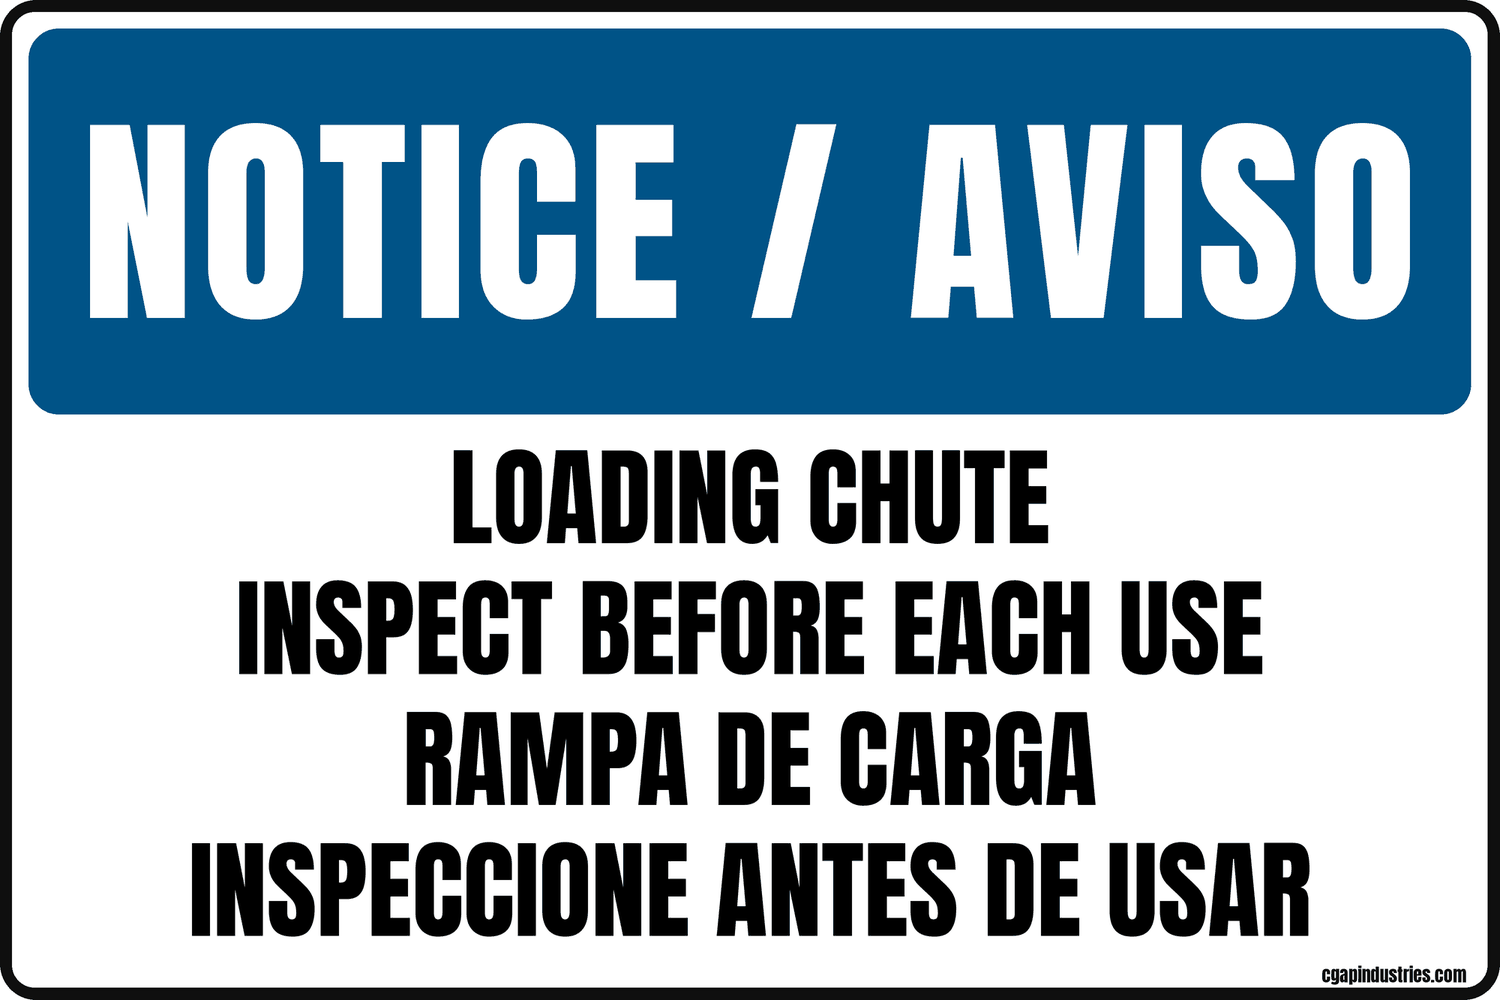 NOTICE / AVISO
LOADING CHUTE
INSPECT BEFORE EACH USE
RAMPA DE CARGA
INSPECCIONE ANTES DE USAR
cgapindustries.com